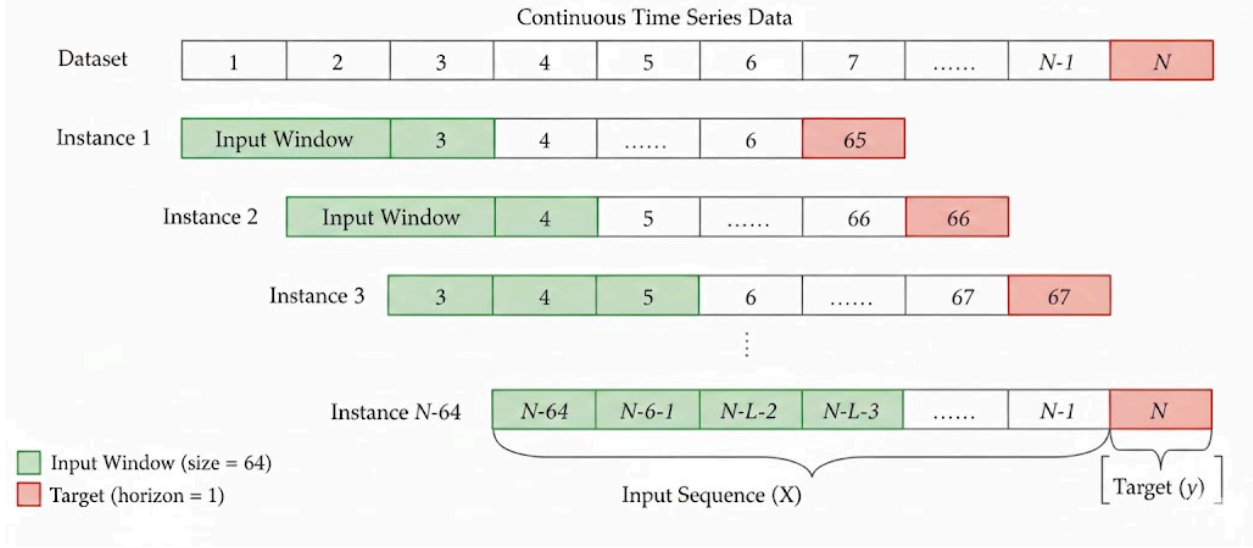 Continuous Time Series Data
Dataset 1 2 3 4 5 6 7 ...... N-1 N
Instance 1 Input Window 3 4 ...... 6 65
Instance 2 Input Window 4 5 ...... 66 66
Instance 3 3 4 5 6 ...... 67 67
Instance N-64 N-64 N-6-1 N-L-2 N-L-3 ...... N-1 N
Input Window (size = 64)
Target (horizon = 1)
Input Sequence (X)
Target (y)